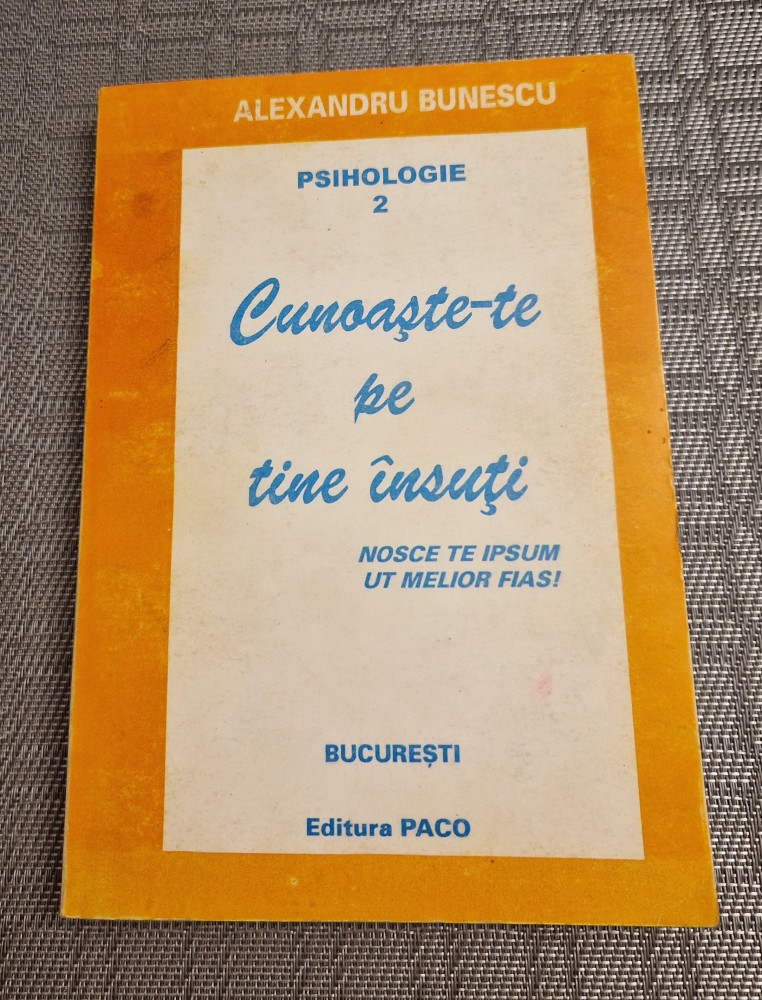 ALEXANDRU BUNESCU
PSIHOLOGIE
2
Cunoaşte-te
pe
tine însuţi
NOSCE TE IPSUM
UT MELIOR FIAS!
BUCUREŞTI
Editura PACO